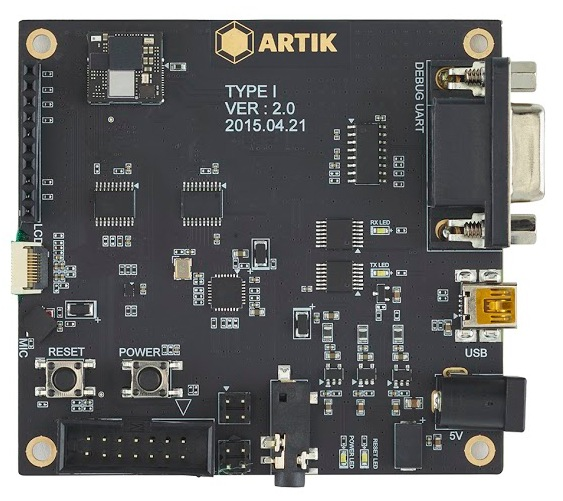 ARTIK
TYPE I
VER : 2.0
2015.04.21
DEBUG UART
LCD
RX LED
TX LED
MIC
RESET
POWER
USB
5V
POWER LED
RESET LED